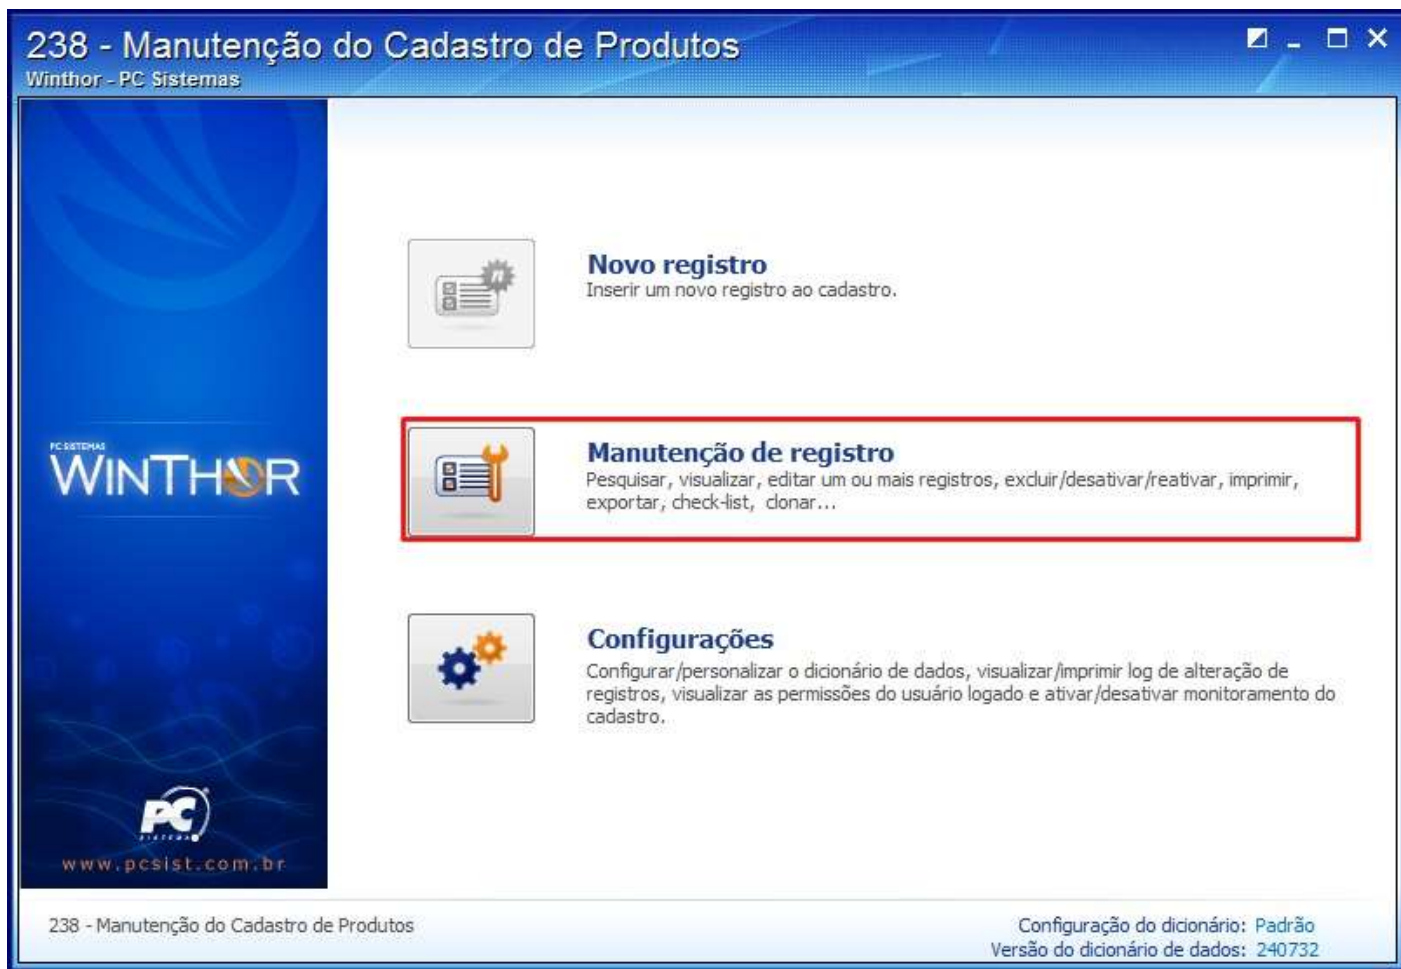 238 - Manutenção do Cadastro de Produtos
Winthor - PC Sistemas
Novo registro
Inserir um novo registro ao cadastro.
PC SISTEMAS
WINTHOR
Manutenção de registro
Pesquisar, visualizar, editar um ou mais registros, excluir/desativar/reativar, imprimir,
exportar, check-list, clonar...
Configurações
Configurar/personalizar o dicionário de dados, visualizar/imprimir log de alteração de
registros, visualizar as permissões do usuário logado e ativar/desativar monitoramento do
cadastro.
PC
SISTEMAS
www.pcsist.com.br
238 - Manutenção do Cadastro de Produtos
Configuração do dicionário: Padrão
Versão do dicionário de dados: 240732